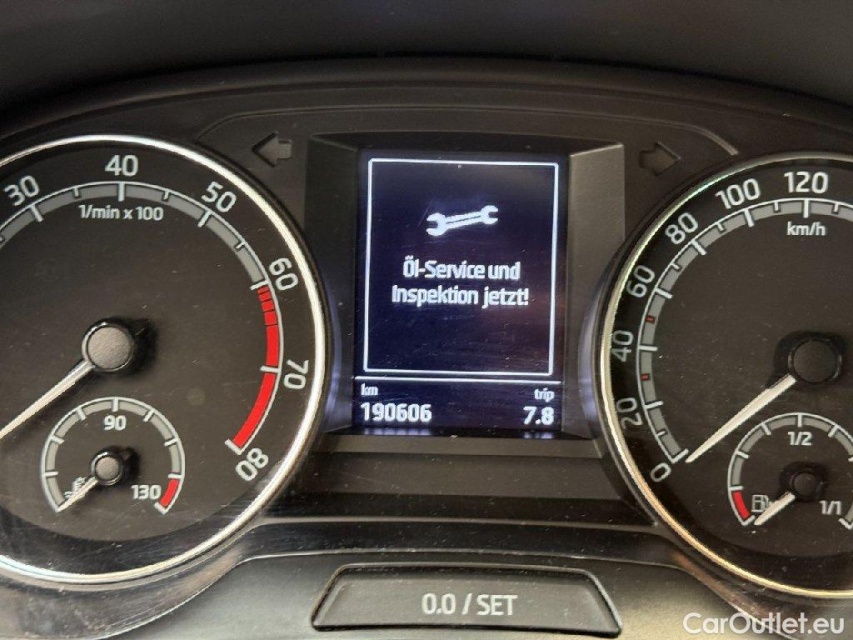 30
40
50
60
70
80
1/min x 100
90
130
Öl-Service und
Inspektion jetzt!
km
trip
190606
7.8
0
20
40
60
80
100
120
km/h
1/2
1/1
0.0 / SET
CarOutlet.eu